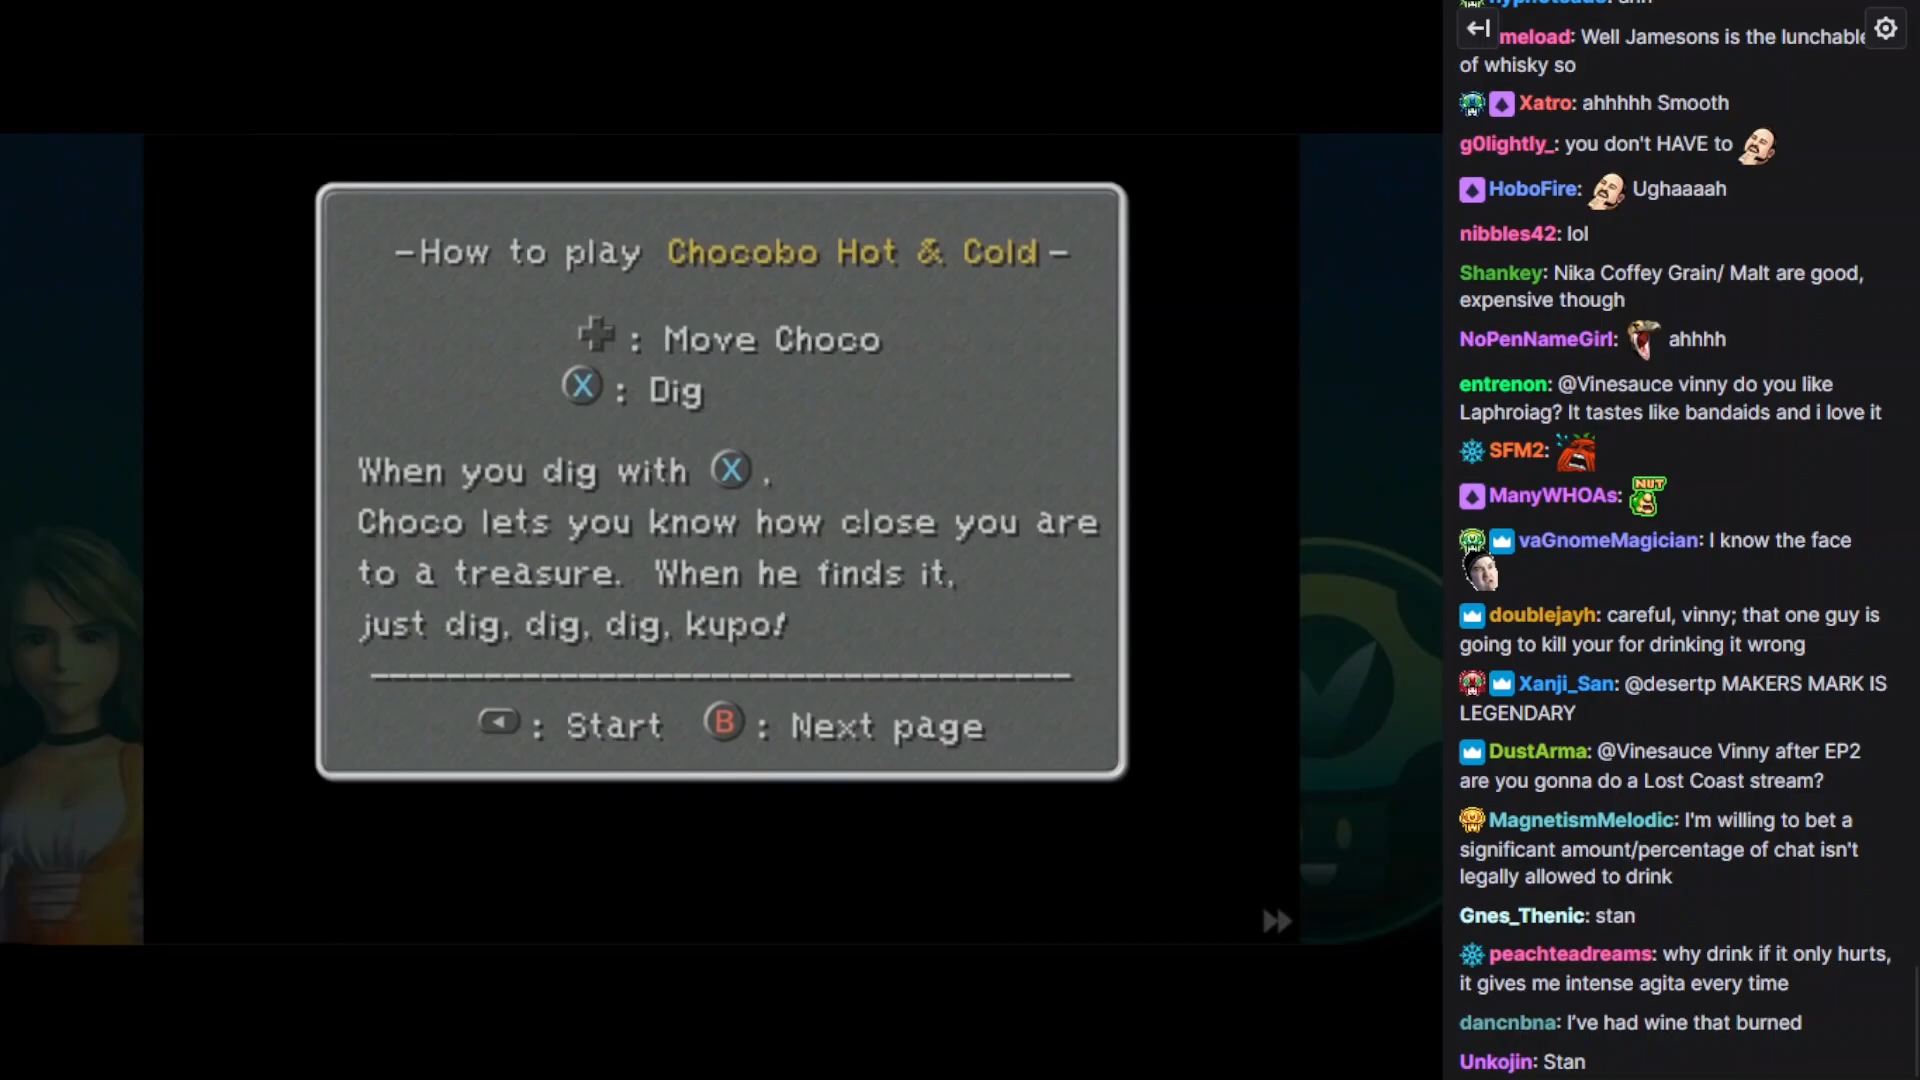 -How to play Chocobo Hot & Cold-
: Move Choco
X : Dig
When you dig with X ,
Choco lets you know how close you are
to a treasure. When he finds it,
just dig, dig, dig, kupo!
: Start B : Next page
meload: Well Jamesons is the lunchable
of whisky so
Xatro: ahhhhh Smooth
g0lightly_: you don't HAVE to
HoboFire: Ughaaaah
nibbles42: lol
Shankey: Nika Coffey Grain/ Malt are good,
expensive though
NoPenNameGirl: ahhhh
entrenon: @Vinesauce vinny do you like
Laphroiag? It tastes like bandaids and i love it
SFM2:
ManyWHOAs: NUT
vaGnomeMagician: I know the face
doublejayh: careful, vinny; that one guy is
going to kill your for drinking it wrong
Xanji_San: @desertp MAKERS MARK IS
LEGENDARY
DustArma: @Vinesauce Vinny after EP2
are you gonna do a Lost Coast stream?
MagnetismMelodic: I'm willing to bet a
significant amount/percentage of chat isn't
legally allowed to drink
Gnes_Thenic: stan
peachteadreams: why drink if it only hurts,
it gives me intense agita every time
dancnbna: I've had wine that burned
Unkojin: Stan